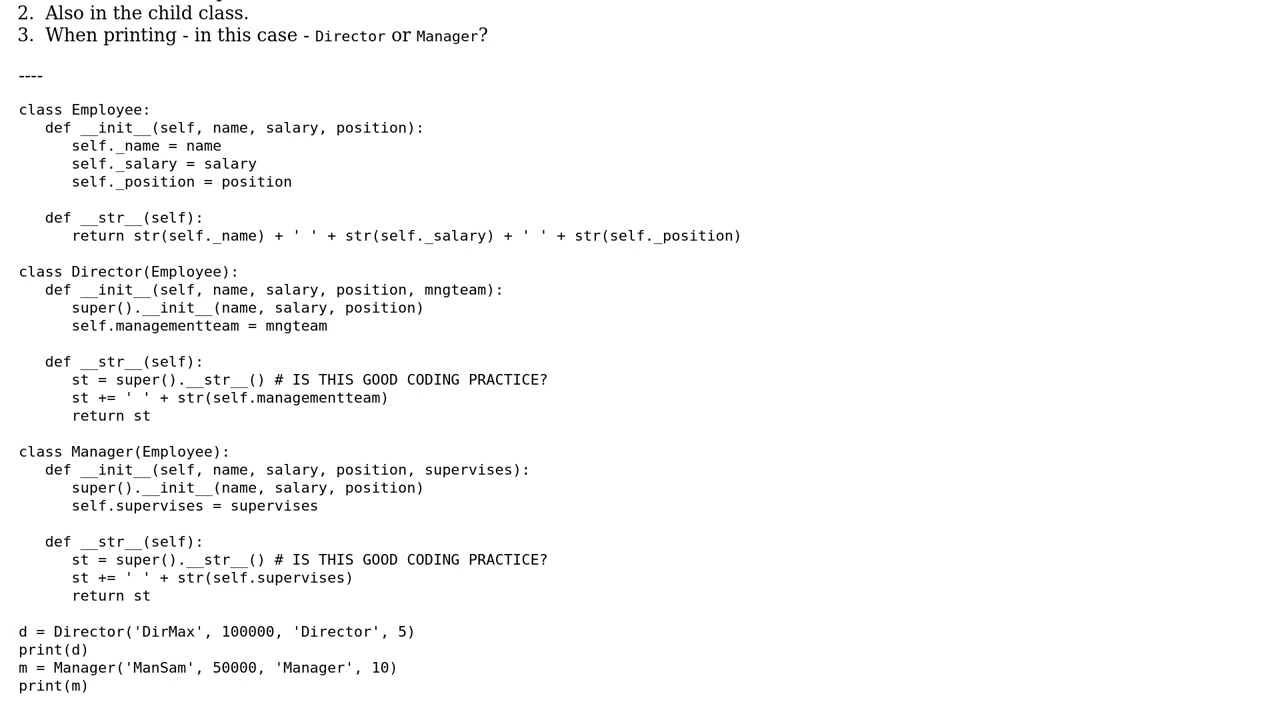 2. Also in the child class.
3. When printing - in this case - Director or Manager?
----
class Employee:
   def __init__(self, name, salary, position):
      self._name = name
      self._salary = salary
      self._position = position

   def __str__(self):
      return str(self._name) + ' ' + str(self._salary) + ' ' + str(self._position)

class Director(Employee):
   def __init__(self, name, salary, position, mngteam):
      super().__init__(name, salary, position)
      self.managementteam = mngteam

   def __str__(self):
      st = super().__str__() # IS THIS GOOD CODING PRACTICE?
      st += ' ' + str(self.managementteam)
      return st

class Manager(Employee):
   def __init__(self, name, salary, position, supervises):
      super().__init__(name, salary, position)
      self.supervises = supervises

   def __str__(self):
      st = super().__str__() # IS THIS GOOD CODING PRACTICE?
      st += ' ' + str(self.supervises)
      return st

d = Director('DirMax', 100000, 'Director', 5)
print(d)
m = Manager('ManSam', 50000, 'Manager', 10)
print(m)